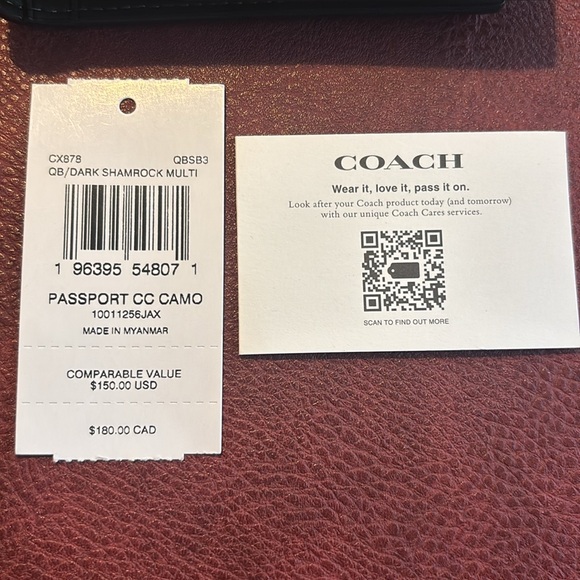 CX878 QBSB3
QB/DARK SHAMROCK MULTI
1 96395 54807 1
PASSPORT CC CAMO
10011256JAX
MADE IN MYANMAR
COMPARABLE VALUE
$150.00 USD
$180.00 CAD
COACH
Wear it, love it, pass it on.
Look after your Coach product today (and tomorrow)
with our unique Coach Cares services.
SCAN TO FIND OUT MORE